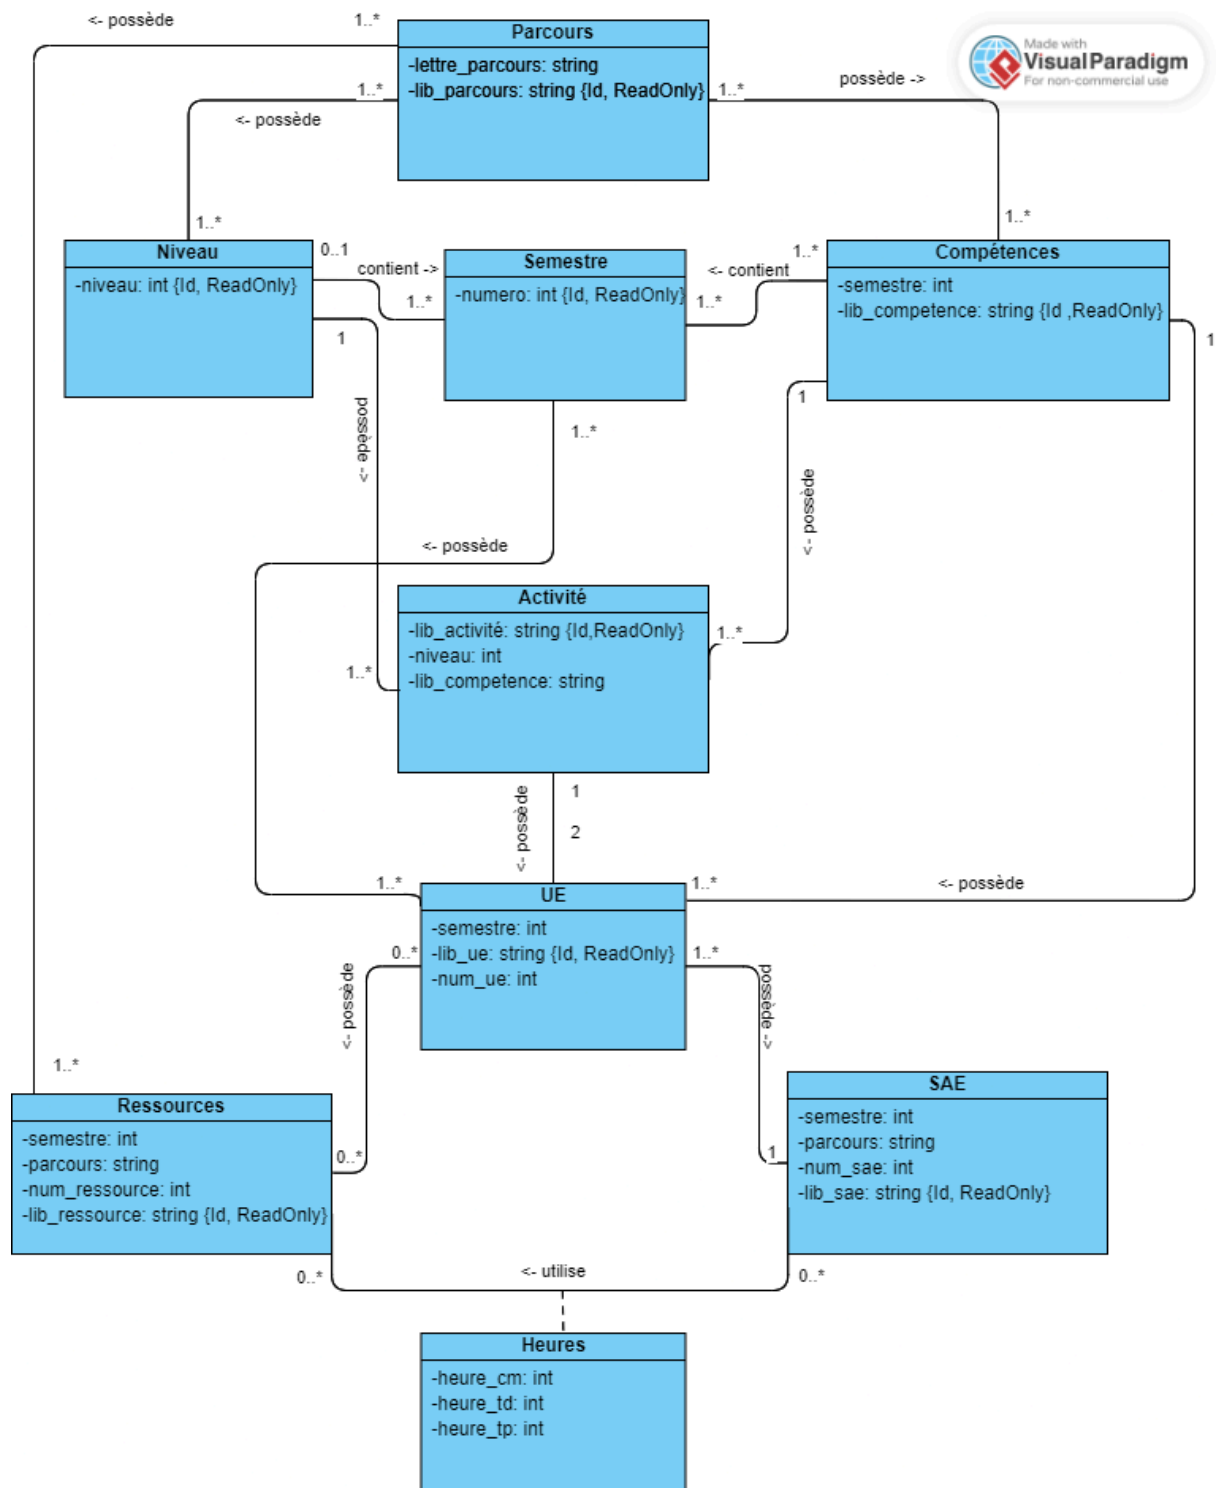 <- possède
1..*
Parcours
-lettre_parcours: string
-lib_parcours: string {Id, ReadOnly}
Made with
VisualParadigm
For non-commercial use
1..*
<- possède
1..*
possède ->
1..*
1..*
Niveau
-niveau: int {Id, ReadOnly}
0..1
contient ->
1..*
Semestre
-numero: int {Id, ReadOnly}
1..*
<- contient
1..*
Compétences
-semestre: int
-lib_competence: string {Id ,ReadOnly}
1
1
1
1..*
<- possède
<- possède
<- possède
Activité
-lib_activité: string {Id,ReadOnly}
-niveau: int
-lib_competence: string
1..*
1..*
1
<- possède
2
1..*
1..*
<- possède
UE
-semestre: int
-lib_ue: string {Id, ReadOnly}
-num_ue: int
0..*
1..*
<- possède
possède ->
1..*
Ressources
-semestre: int
-parcours: string
-num_ressource: int
-lib_ressource: string {Id, ReadOnly}
0..*
1
SAE
-semestre: int
-parcours: string
-num_sae: int
-lib_sae: string {Id, ReadOnly}
0..*
<- utilise
0..*
Heures
-heure_cm: int
-heure_td: int
-heure_tp: int